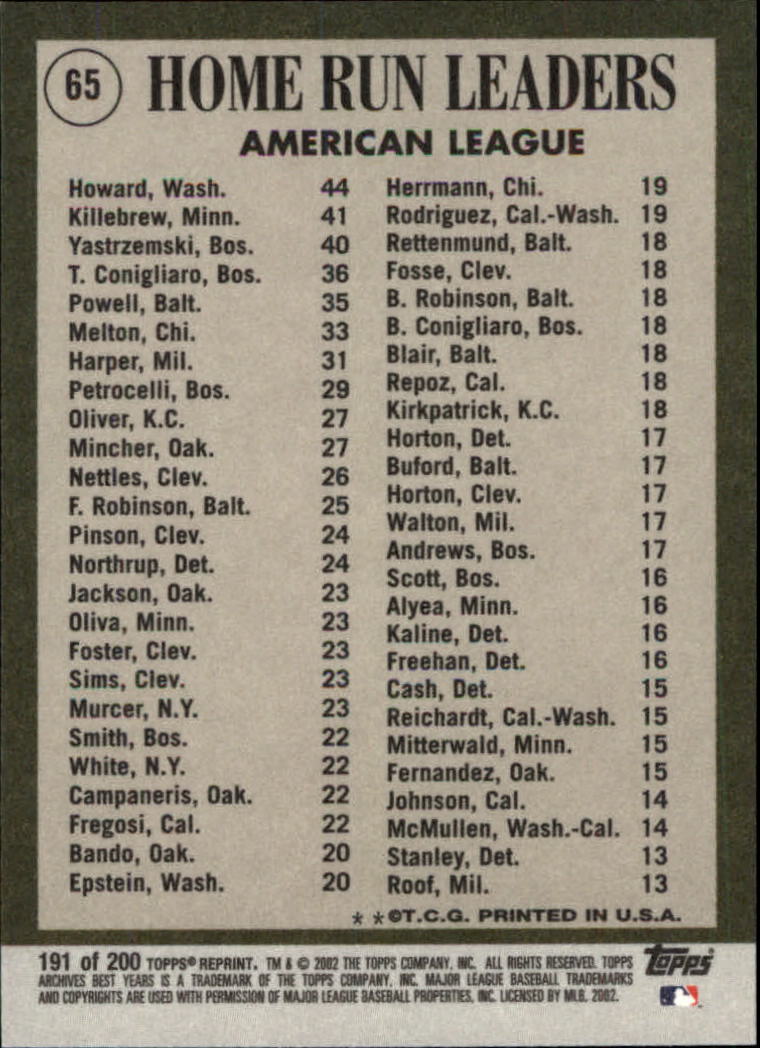 65
HOME RUN LEADERS
AMERICAN LEAGUE
Howard, Wash. 44
Killebrew, Minn. 41
Yastrzemski, Bos. 40
T. Conigliaro, Bos. 36
Powell, Balt. 35
Melton, Chi. 33
Harper, Mil. 31
Petrocelli, Bos. 29
Oliver, K.C. 27
Mincher, Oak. 27
Nettles, Clev. 26
F. Robinson, Balt. 25
Pinson, Clev. 24
Northrup, Det. 24
Jackson, Oak. 23
Oliva, Minn. 23
Foster, Clev. 23
Sims, Clev. 23
Murcer, N.Y. 23
Smith, Bos. 22
White, N.Y. 22
Campaneris, Oak. 22
Fregosi, Cal. 22
Bando, Oak. 20
Epstein, Wash. 20
Herrmann, Chi. 19
Rodriguez, Cal.-Wash. 19
Rettenmund, Balt. 18
Fosse, Clev. 18
B. Robinson, Balt. 18
B. Conigliaro, Bos. 18
Blair, Balt. 18
Repoz, Cal. 18
Kirkpatrick, K.C. 18
Horton, Det. 17
Buford, Balt. 17
Horton, Clev. 17
Walton, Mil. 17
Andrews, Bos. 17
Scott, Bos. 16
Alyea, Minn. 16
Kaline, Det. 16
Freehan, Det. 16
Cash, Det. 15
Reichardt, Cal.-Wash. 15
Mitterwald, Minn. 15
Fernandez, Oak. 15
Johnson, Cal. 14
McMullen, Wash.-Cal. 14
Stanley, Det. 13
Roof, Mil. 13
* *©T.C.G. PRINTED IN U.S.A.
191 of 200 TOPPS® REPRINT. TM & © 2002 THE TOPPS COMPANY, INC. ALL RIGHTS RESERVED. TOPPS
ARCHIVES BEST YEARS IS A TRADEMARK OF THE TOPPS COMPANY, INC. MAJOR LEAGUE BASEBALL TRADEMARKS
AND COPYRIGHTS ARE USED WITH PERMISSION OF MAJOR LEAGUE BASEBALL PROPERTIES, INC. LICENSED BY MLB, 2002.
Topps